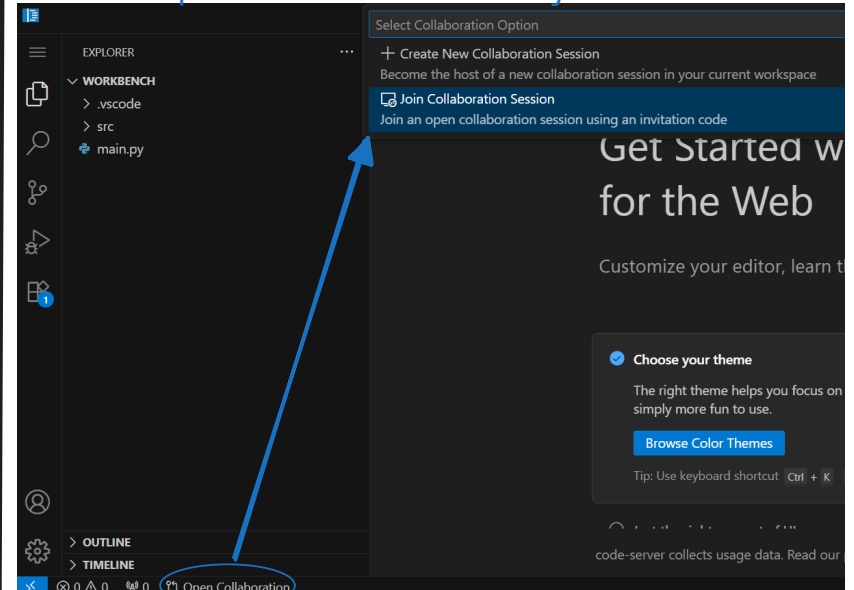 Select Collaboration Option
EXPLORER
Create New Collaboration Session
Become the host of a new collaboration session in your current workspace
WORKBENCH
Join Collaboration Session
.vscode
Join an open collaboration session using an invitation code
src
main.py
Get Started w
for the Web
Customize your editor, learn t
1
Choose your theme
The right theme helps you focus on
simply more fun to use.
Browse Color Themes
Tip: Use keyboard shortcut Ctrl + K
OUTLINE
code-server collects usage data. Read our
TIMELINE
0 0 0 Open Collaboration